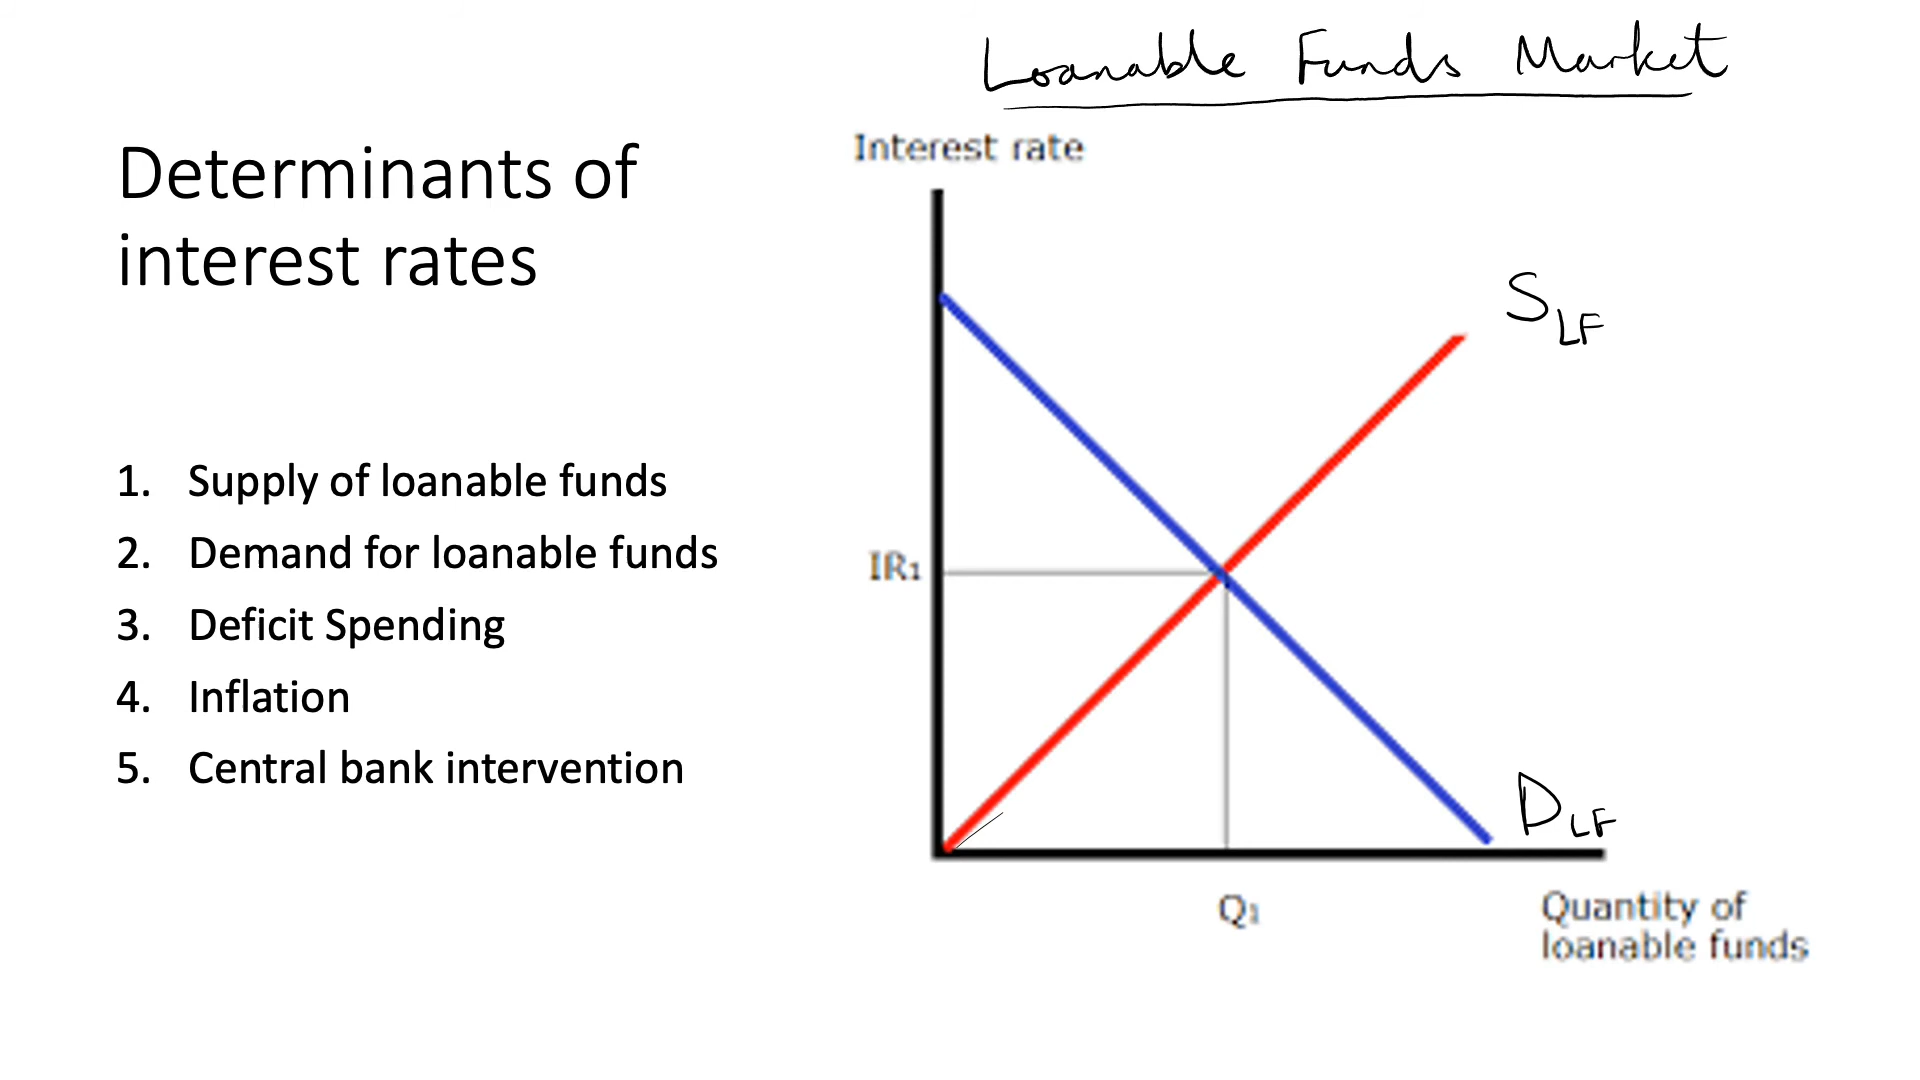 Loanable Funds Market
Determinants of
interest rates
1. Supply of loanable funds
2. Demand for loanable funds
3. Deficit Spending
4. Inflation
5. Central bank intervention
Interest rate
S LF
IR₁
D LF
Q₁
Quantity of
loanable funds